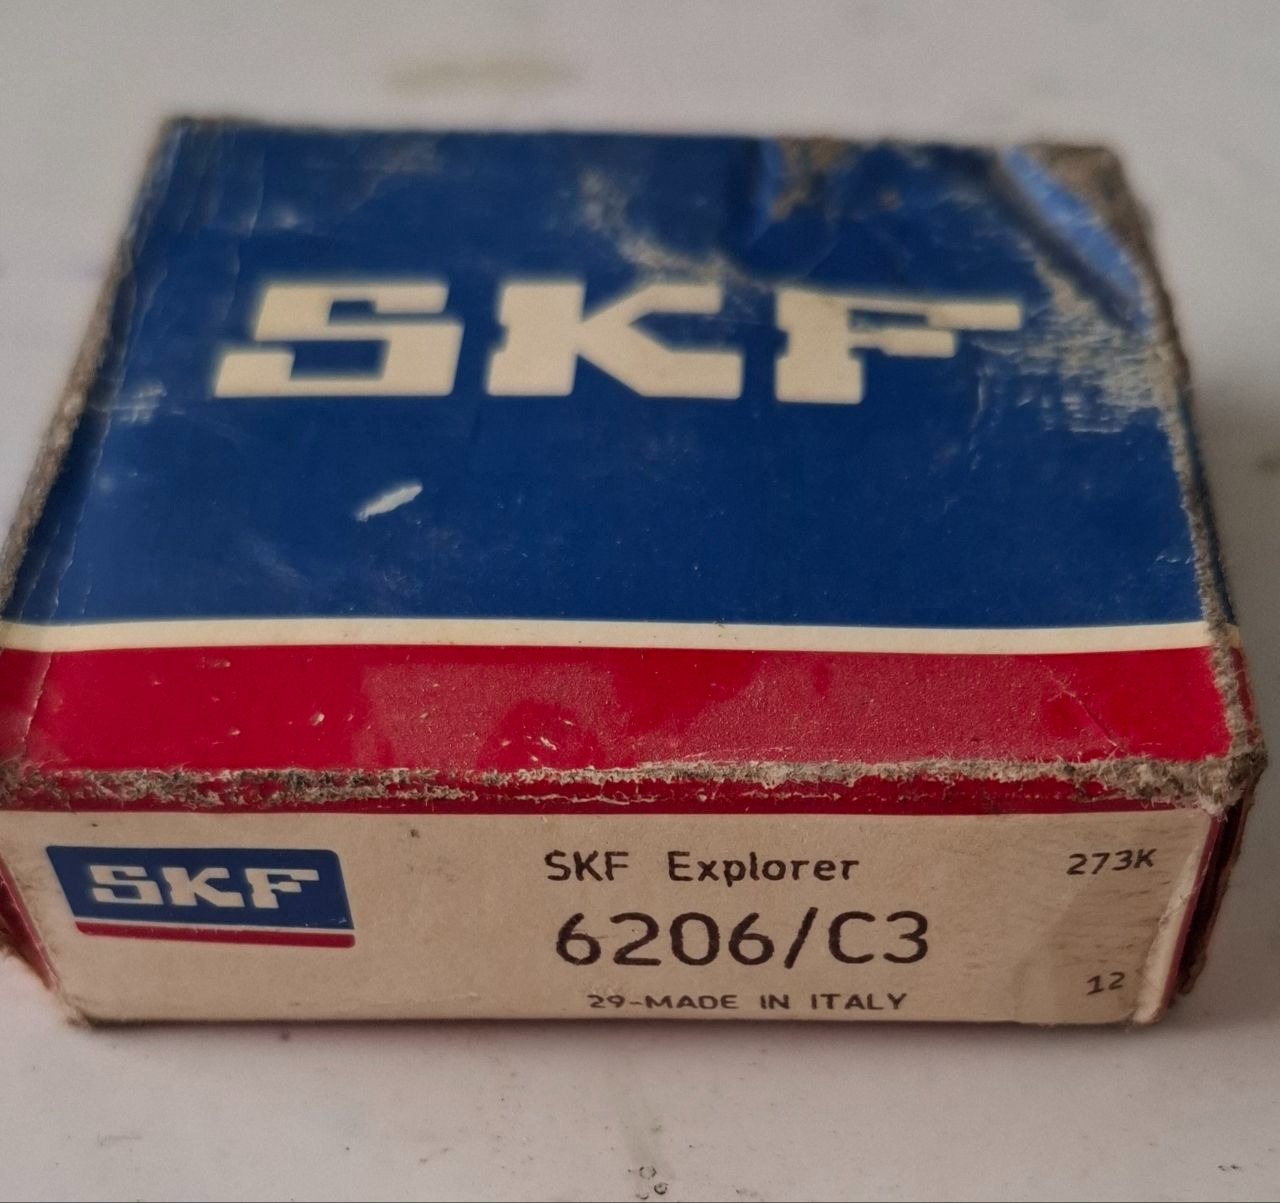 SKF
SKF
SKF Explorer
273K
6206/C3
12
29-MADE IN ITALY